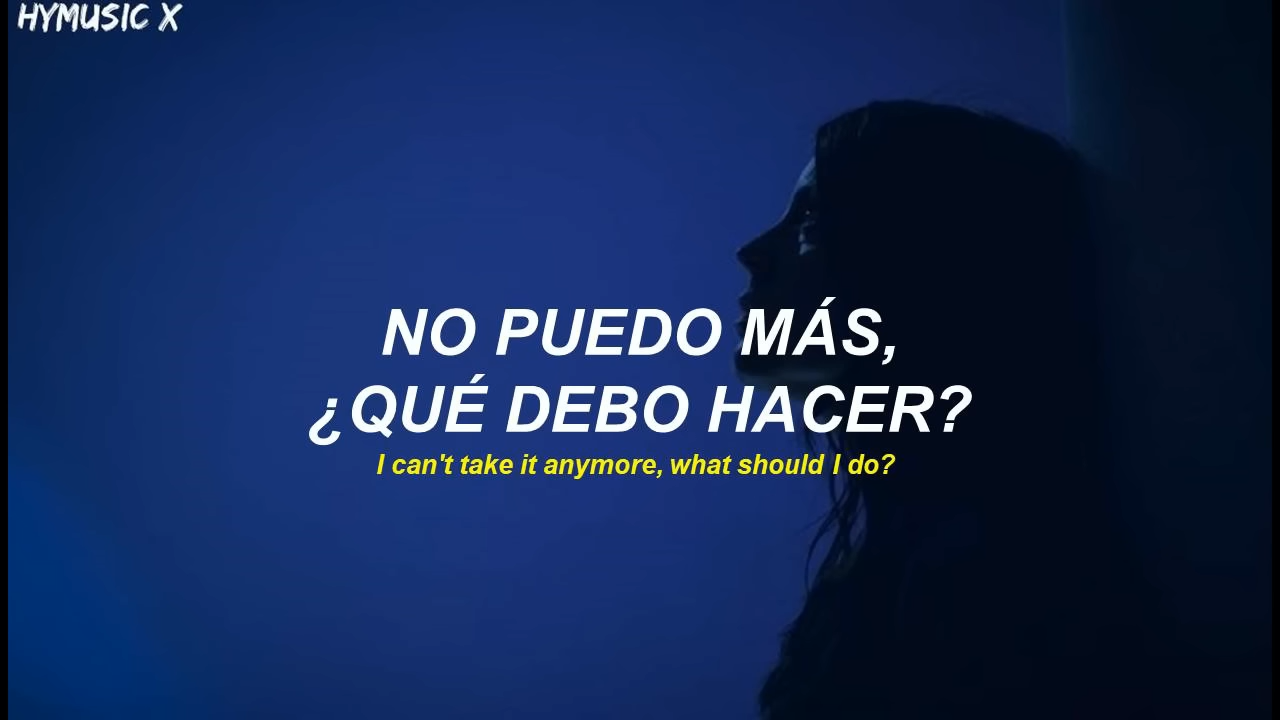 HYMUSIC X
NO PUEDO MÁS,
¿QUÉ DEBO HACER?
I can't take it anymore, what should I do?